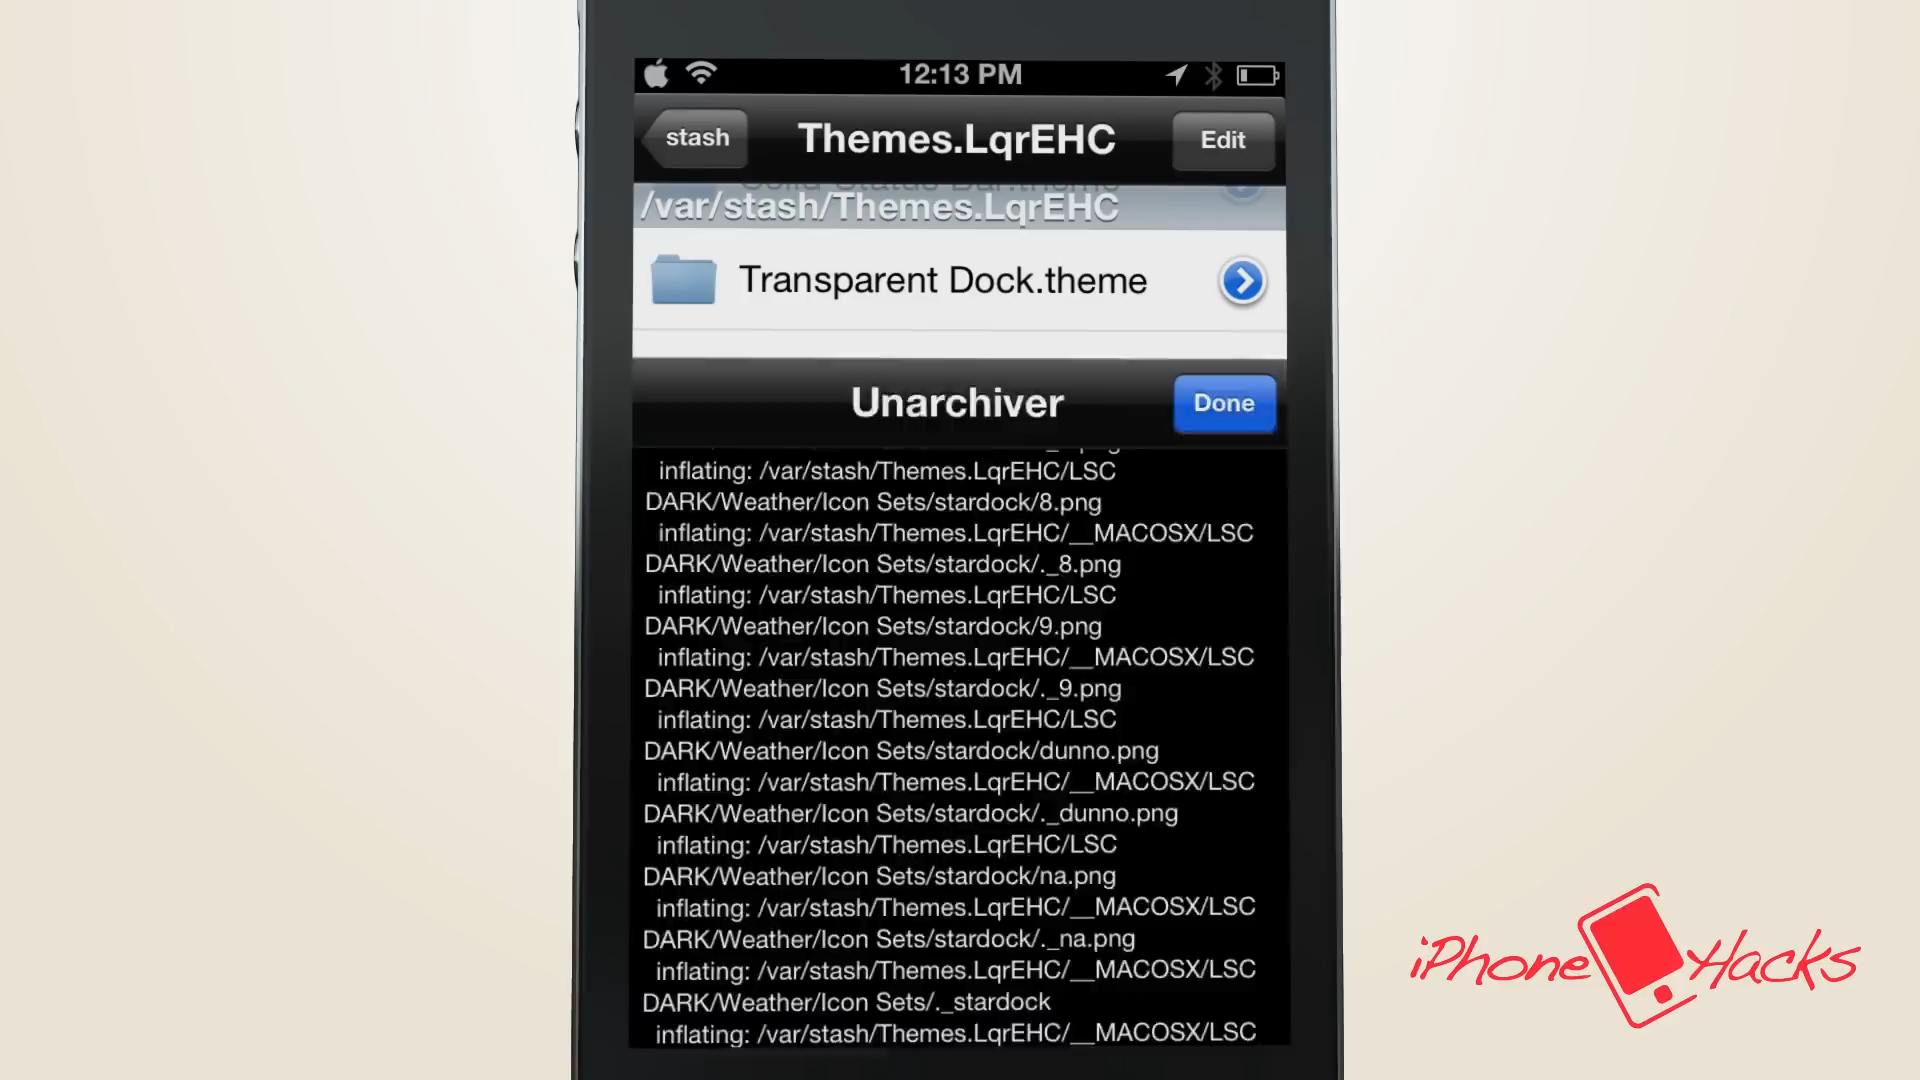 12:13 PM
stash
Themes.LqrEHC
Edit
Solid Status Bar.theme
/var/stash/Themes.LqrEHC
Transparent Dock.theme
Unarchiver
Done
inflating: /var/stash/Themes.LqrEHC/LSC
DARK/Weather/Icon Sets/stardock/8.png
inflating: /var/stash/Themes.LqrEHC/__MACOSX/LSC
DARK/Weather/Icon Sets/stardock/._8.png
inflating: /var/stash/Themes.LqrEHC/LSC
DARK/Weather/Icon Sets/stardock/9.png
inflating: /var/stash/Themes.LqrEHC/__MACOSX/LSC
DARK/Weather/Icon Sets/stardock/._9.png
inflating: /var/stash/Themes.LqrEHC/LSC
DARK/Weather/Icon Sets/stardock/dunno.png
inflating: /var/stash/Themes.LqrEHC/__MACOSX/LSC
DARK/Weather/Icon Sets/stardock/._dunno.png
inflating: /var/stash/Themes.LqrEHC/LSC
DARK/Weather/Icon Sets/stardock/na.png
inflating: /var/stash/Themes.LqrEHC/__MACOSX/LSC
DARK/Weather/Icon Sets/stardock/._na.png
inflating: /var/stash/Themes.LqrEHC/__MACOSX/LSC
DARK/Weather/Icon Sets/._stardock
inflating: /var/stash/Themes.LqrEHC/__MACOSX/LSC
iPhone Hacks